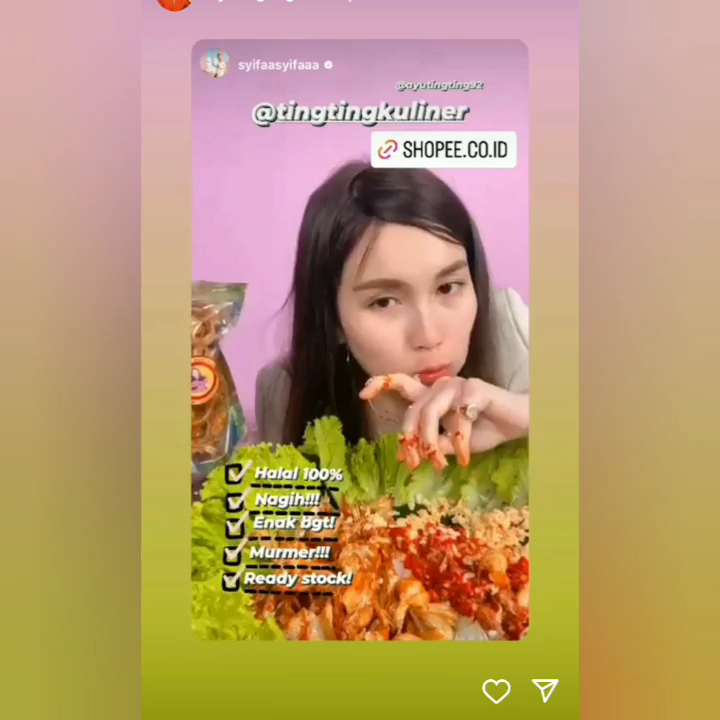 syifaasyifaaa
@ayutingting92
@tingtingkuliner
SHOPEE.CO.ID
Halal 100%
Nagih!!!
Enak bgt!
Murmer!!!
Ready stock!